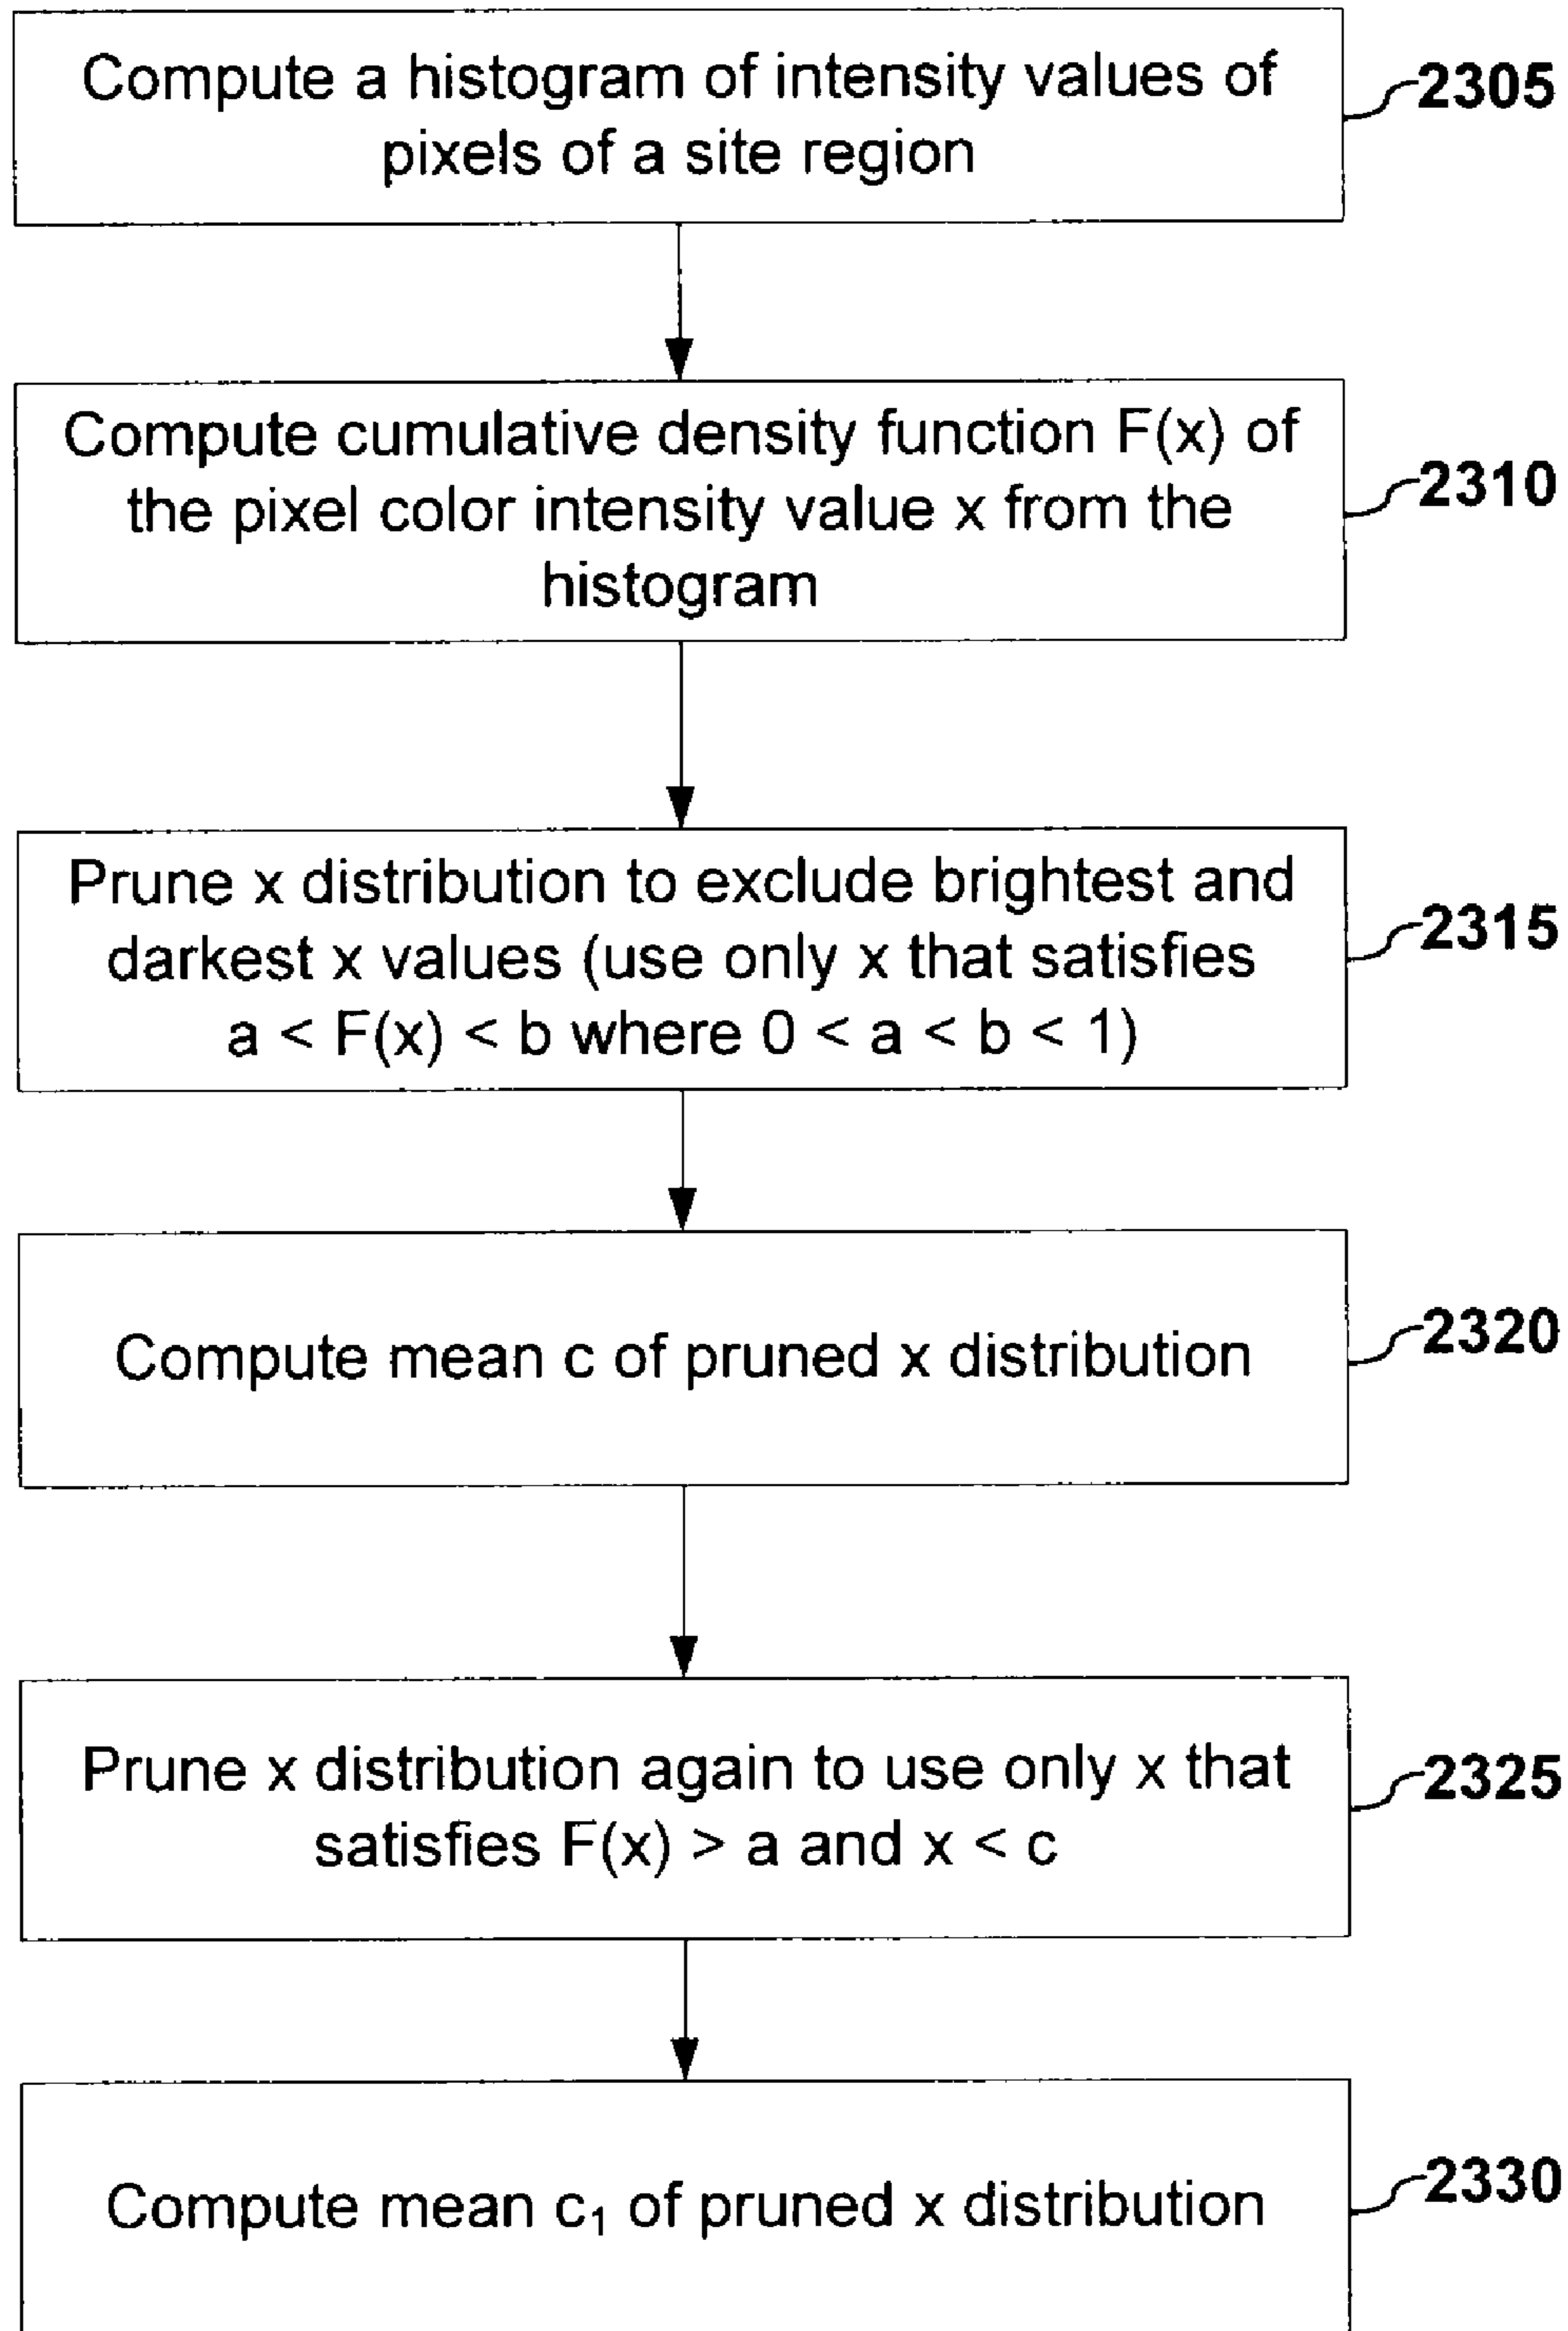 Compute a histogram of intensity values of
pixels of a site region
2305
Compute cumulative density function F(x) of
the pixel color intensity value x from the
histogram
2310
Prune x distribution to exclude brightest and
darkest x values (use only x that satisfies
a < F(x) < b where 0 < a < b < 1)
2315
Compute mean c of pruned x distribution
2320
Prune x distribution again to use only x that
satisfies F(x) > a and x < c
2325
Compute mean c₁ of pruned x distribution
2330